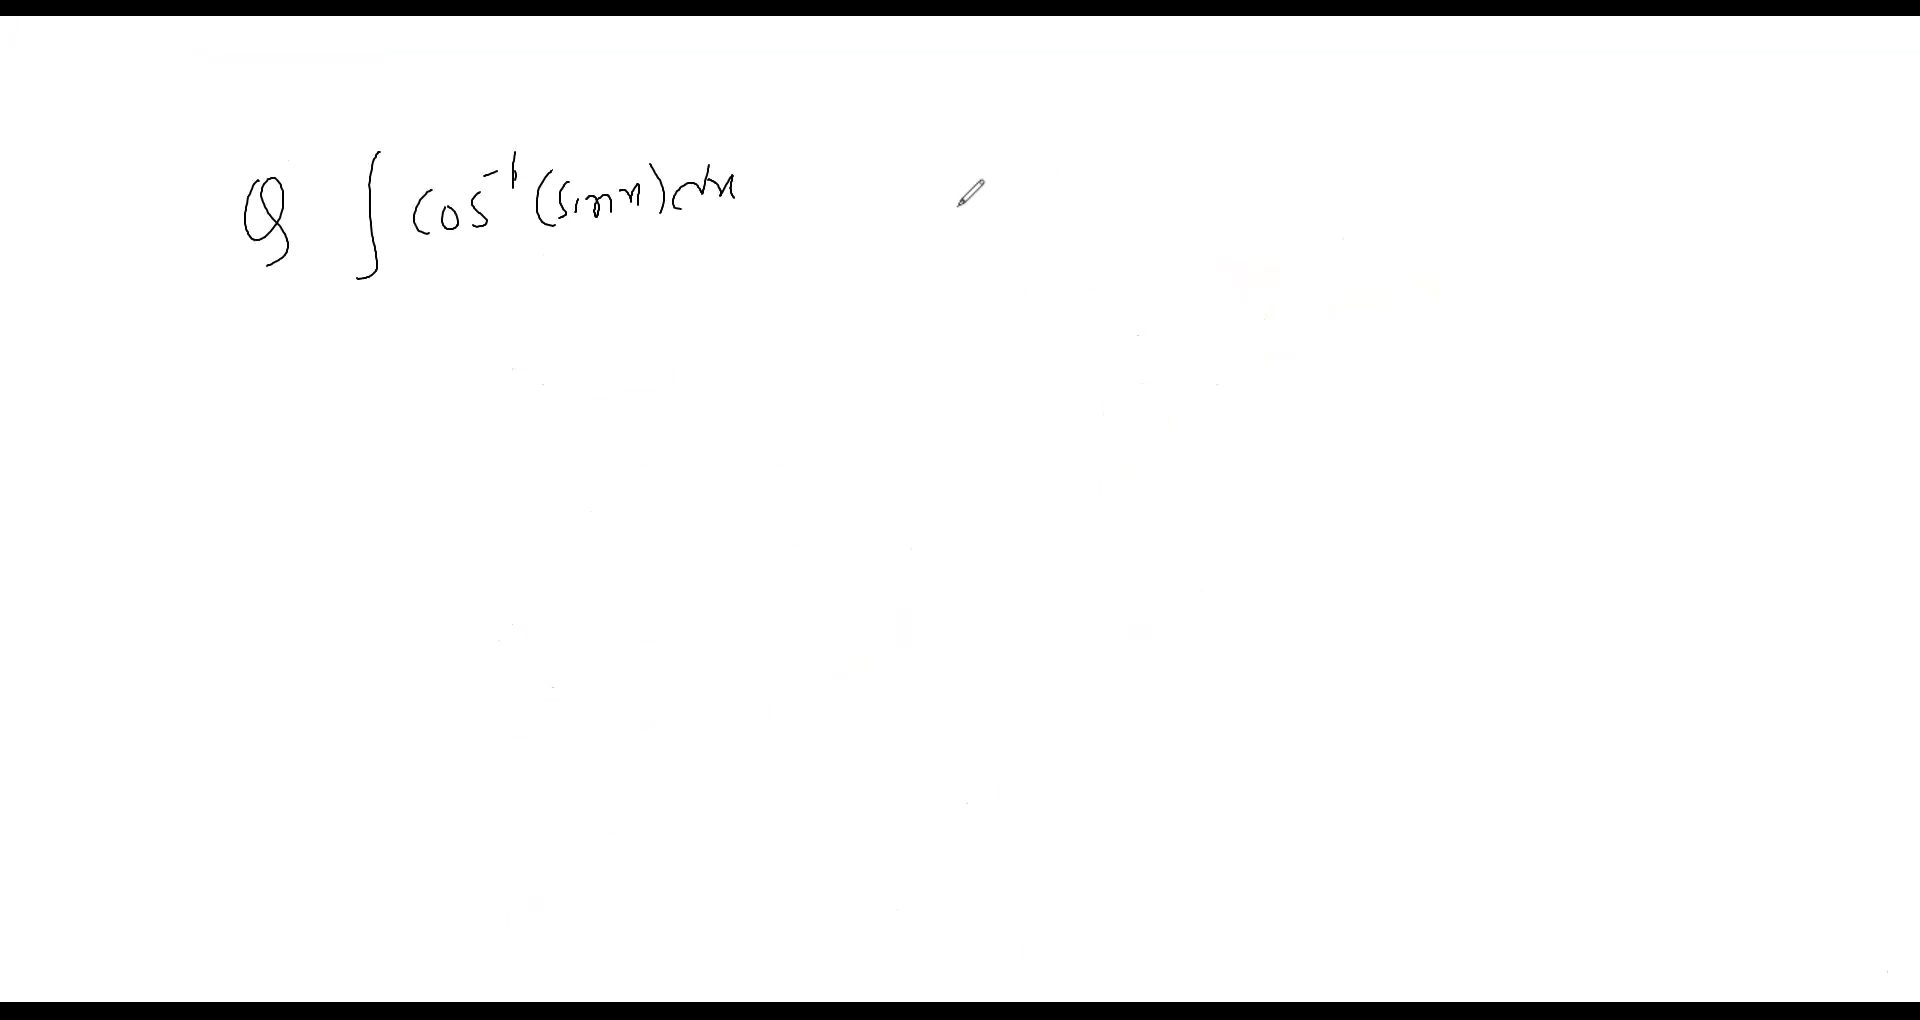 Q ∫ cos⁻¹ (sin x) dx